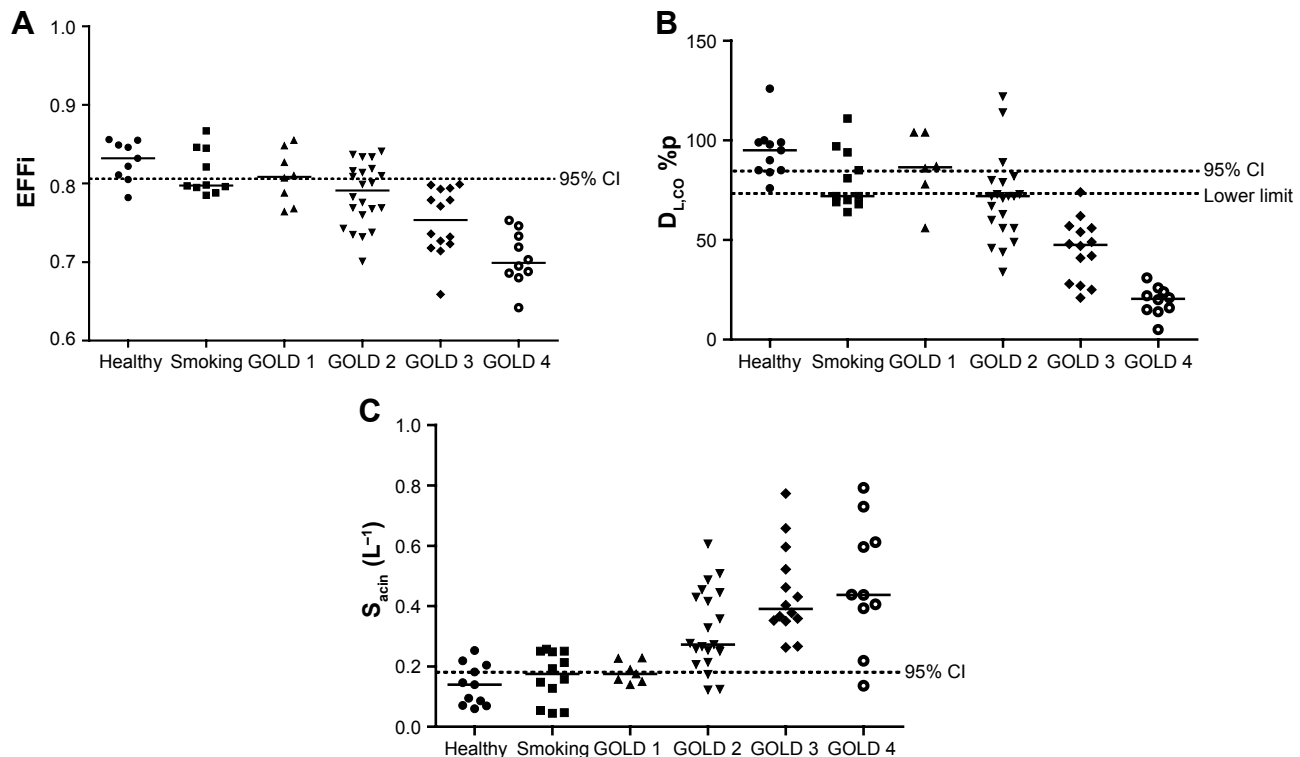 A
EFFi
1.0
0.9
0.8
0.7
0.6
95% CI
Healthy Smoking GOLD 1 GOLD 2 GOLD 3 GOLD 4
B
D_L,CO %p
150
100
50
0
95% CI
Lower limit
Healthy Smoking GOLD 1 GOLD 2 GOLD 3 GOLD 4
C
S_acin (L⁻¹)
1.0
0.8
0.6
0.4
0.2
0.0
95% CI
Healthy Smoking GOLD 1 GOLD 2 GOLD 3 GOLD 4